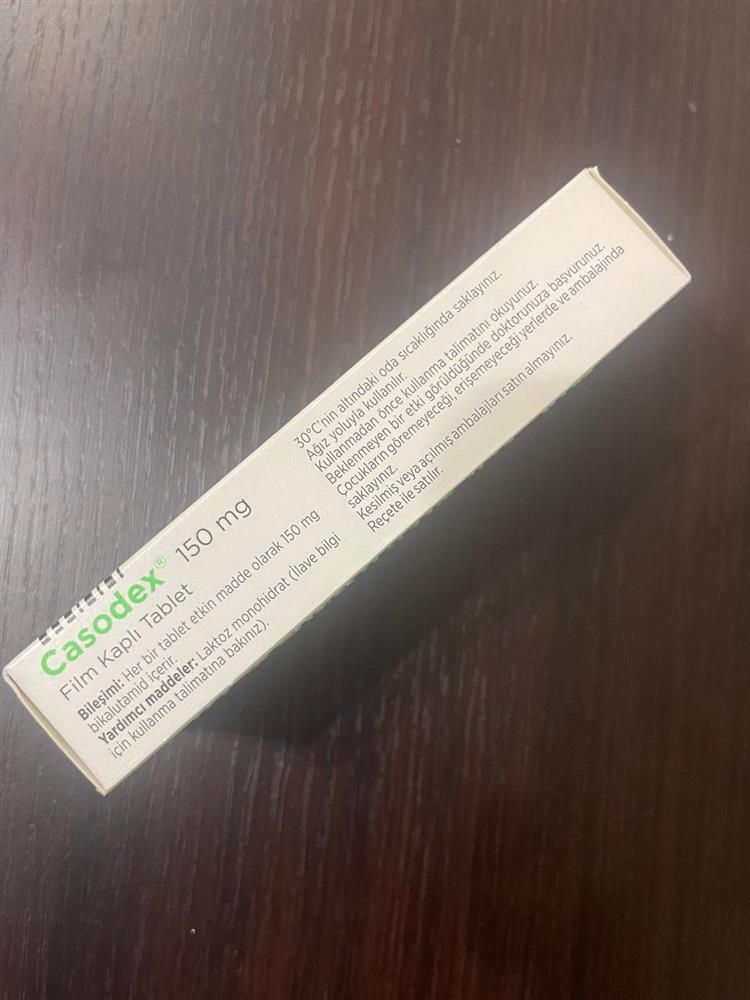 Casodex® 150 mg
Film Kaplı Tablet
Bileşimi: Her bir tablet etkin madde olarak 150 mg
bikalutamid içerir.
Yardımcı maddeler: Laktoz monohidrat (İlave bilgi
için kullanma talimatına bakınız).
30°C'nin altındaki oda sıcaklığında saklayınız.
Ağız yoluyla kullanılır.
Kullanmadan önce kullanma talimatını okuyunuz.
Beklenmeyen bir etki görüldüğünde doktorunuza başvurunuz.
Çocukların göremeyeceği, erişemeyeceği yerlerde ve ambalajında
saklayınız.
Kesilmiş veya açılmış ambalajları satın almayınız.
Reçete ile satılır.